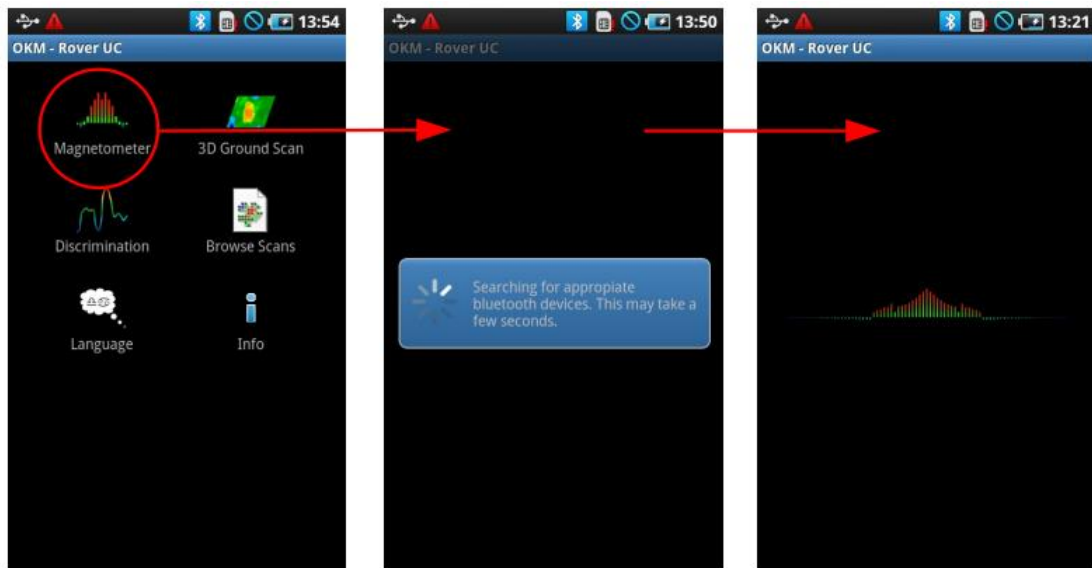 13:54
OKM - Rover UC
Magnetometer
3D Ground Scan
Discrimination
Browse Scans
Language
Info
13:50
OKM - Rover UC
Searching for appropiate
bluetooth devices. This may take a
few seconds.
13:21
OKM - Rover UC